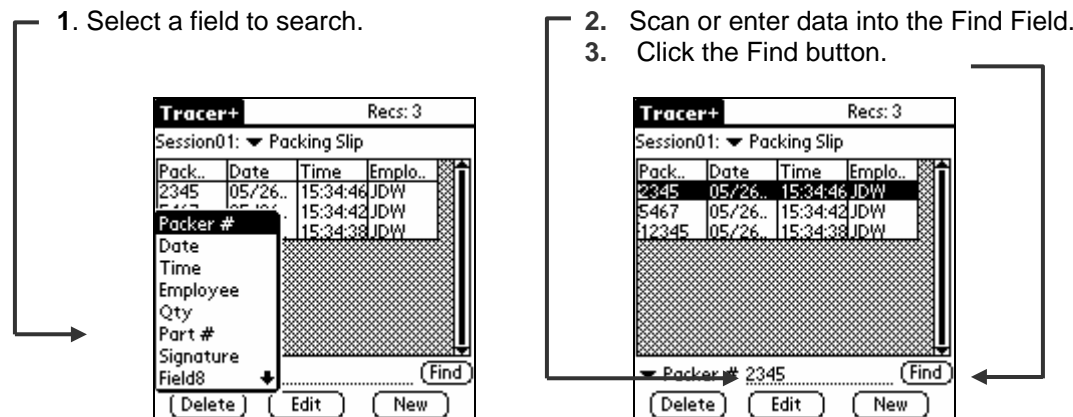 1. Select a field to search.
2. Scan or enter data into the Find Field.
3. Click the Find button.
Tracer+ Recs: 3
Session01: Packing Slip
Pack.. Date Time Emplo..
2345 05/26.. 15:34:46 JDW
15:34:42 JDW
15:34:38 JDW
Packer #
Date
Time
Employee
Qty
Part #
Signature
Field8
Find
Delete Edit New
Tracer+ Recs: 3
Session01: Packing Slip
Pack.. Date Time Emplo..
2345 05/26.. 15:34:46 JDW
5467 05/26.. 15:34:42 JDW
12345 05/26.. 15:34:38 JDW
Packer # 2345 Find
Delete Edit New